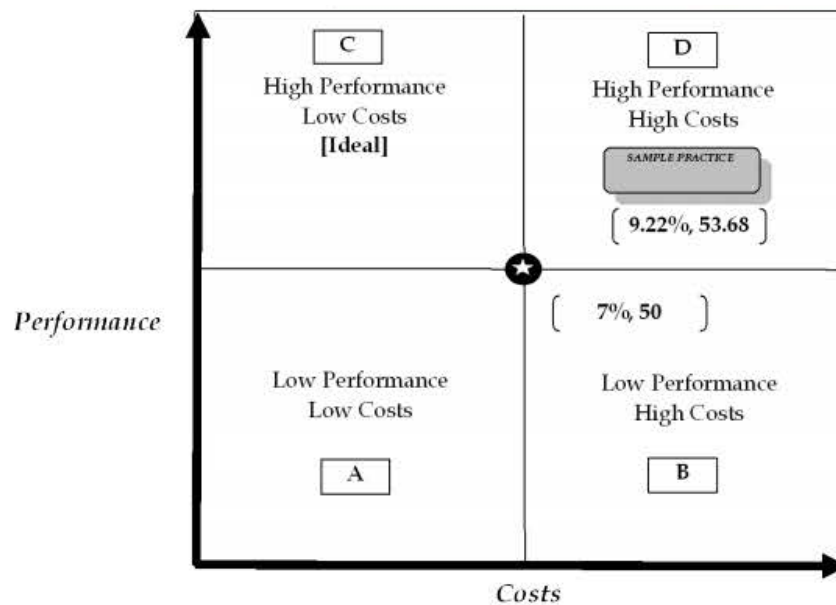 C
High Performance
Low Costs
[Ideal]
D
High Performance
High Costs
SAMPLE PRACTICE
[ 9.22%, 53.68 ]
[ 7%, 50 ]
Performance
Low Performance
Low Costs
A
Low Performance
High Costs
B
Costs